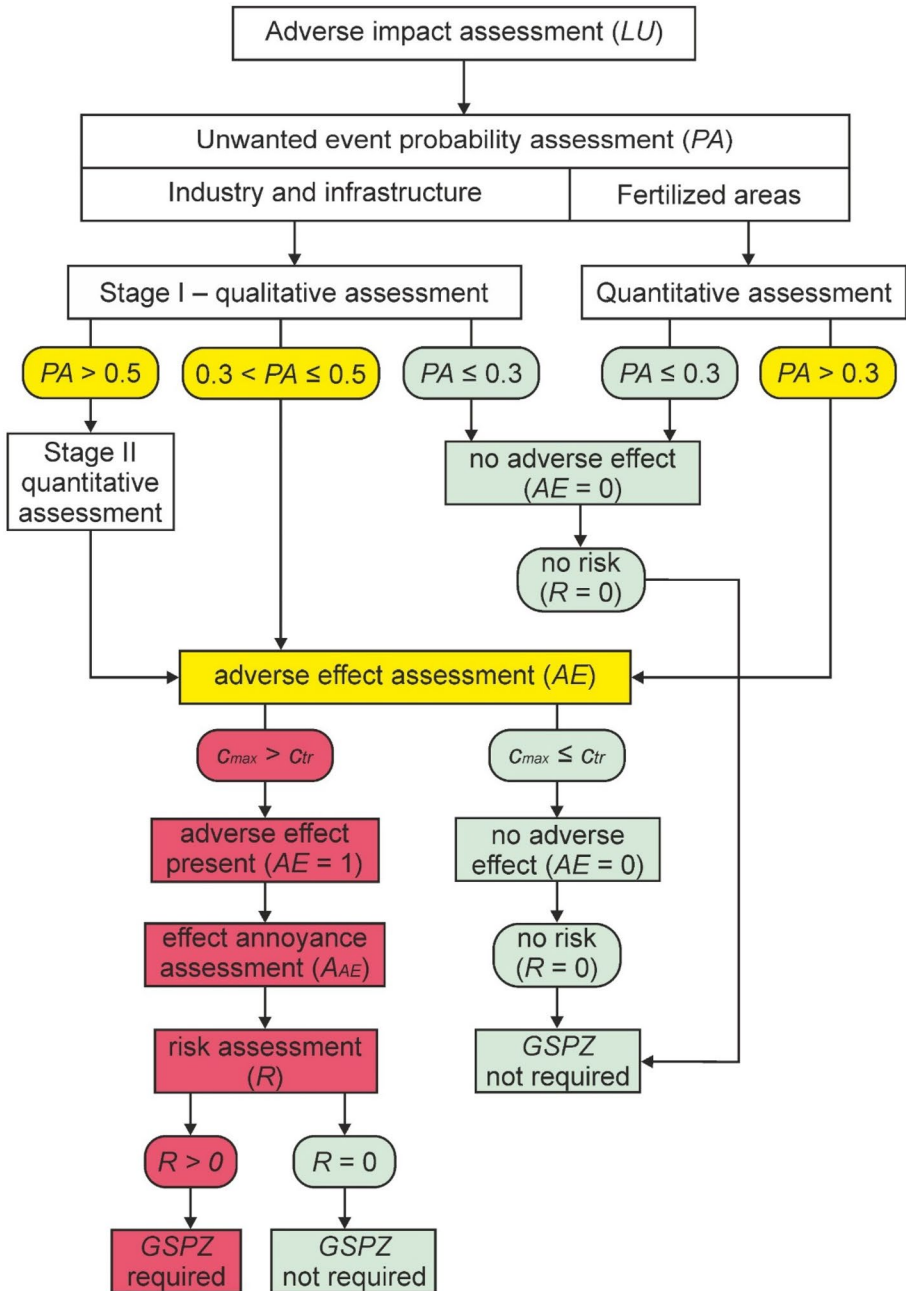 Adverse impact assessment (LU)
Unwanted event probability assessment (PA)
Industry and infrastructure
Fertilized areas
Stage I – qualitative assessment
Quantitative assessment
PA > 0.5
0.3 < PA ≤ 0.5
PA ≤ 0.3
PA ≤ 0.3
PA > 0.3
Stage II
quantitative
assessment
no adverse effect
(AE = 0)
no risk
(R = 0)
adverse effect assessment (AE)
cmax > ctr
cmax ≤ ctr
adverse effect
present (AE = 1)
no adverse
effect (AE = 0)
effect annoyance
assessment (AAE)
no risk
(R = 0)
risk assessment
(R)
GSPZ
not required
R > 0
R = 0
GSPZ
required
GSPZ
not required